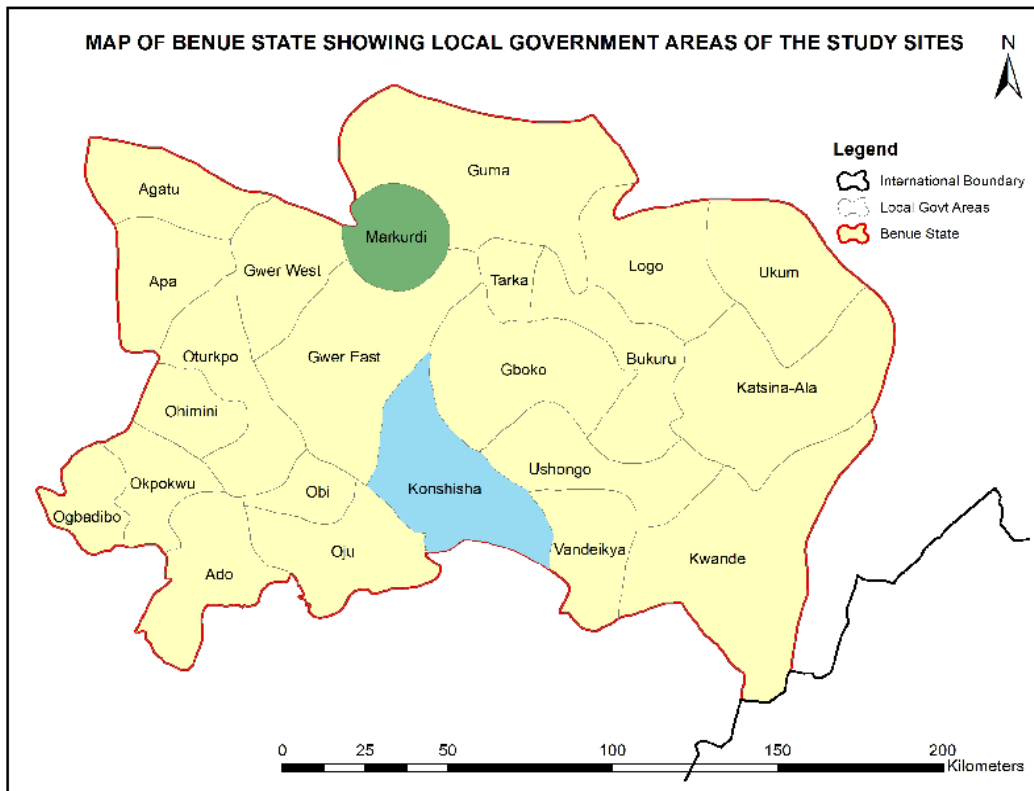 MAP OF BENUE STATE SHOWING LOCAL GOVERNMENT AREAS OF THE STUDY SITES
N
Legend
International Boundary
Local Govt Areas
Benue State
Guma
Agatu
Markurdi
Gwer West
Apa
Tarka
Logo
Ukum
Oturkpo
Gwer East
Gboko
Bukuru
Katsina-Ala
Ohimini
Ushongo
Okpokwu
Obi
Konshisha
Ogbadibo
Oju
Vandeikya
Kwande
Ado
0 25 50 100 150 200
Kilometers